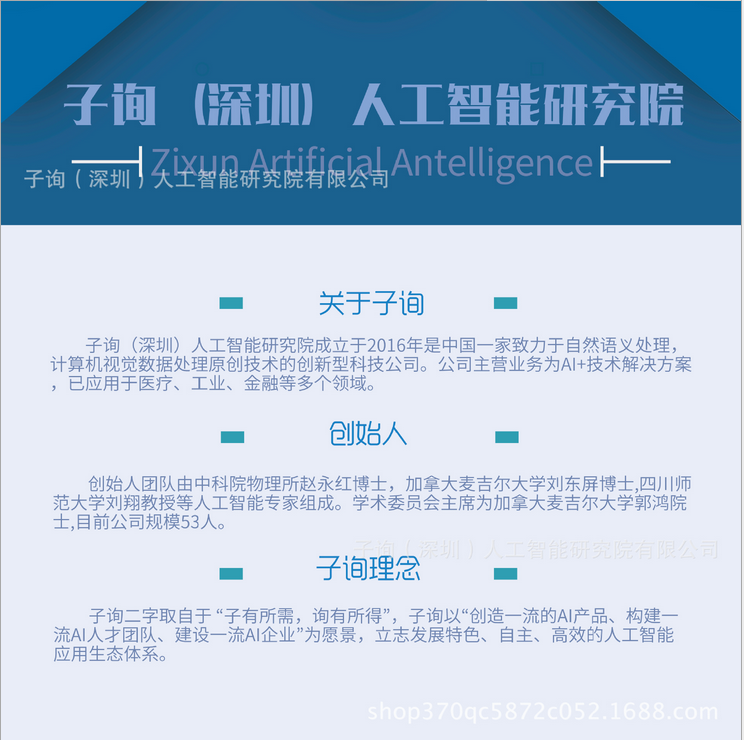 子询（深圳）人工智能研究院
Zixun Artificial Antelligence
子询（深圳）人工智能研究院有限公司
关于子询
子询（深圳）人工智能研究院成立于2016年是中国一家致力于自然语义处理，
计算机视觉数据处理原创技术的创新型科技公司。公司主营业务为AI+技术解决方案
，已应用于医疗、工业、金融等多个领域。
创始人
创始人团队由中科院物理所赵永红博士，加拿大麦吉尔大学刘东屏博士,四川师
范大学刘翔教授等人工智能专家组成。学术委员会主席为加拿大麦吉尔大学郭鸿院
士,目前公司规模53人。
子询（深圳）人工智能研究院有限公司
子询理念
子询二字取自于“子有所需，询有所得”，子询以“创造一流的AI产品、构建一
流AI人才团队、建设一流AI企业”为愿景，立志发展特色、自主、高效的人工智能
应用生态体系。
shop370qc5872c052.1688.com